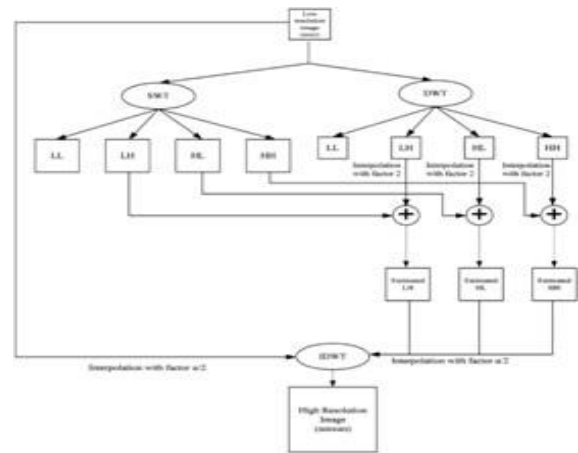 Low
resolution
image
SWT
DWT
LL
LH
HL
HH
LL
LH
HL
HH
Interpolation
with factor 2
Interpolation
with factor 2
Interpolation
with factor 2
+
+
+
Estimated
LH
Estimated
HL
Estimated
HH
IDWT
Interpolation with factor α/2
Interpolation with factor α/2
High Resolution
Image